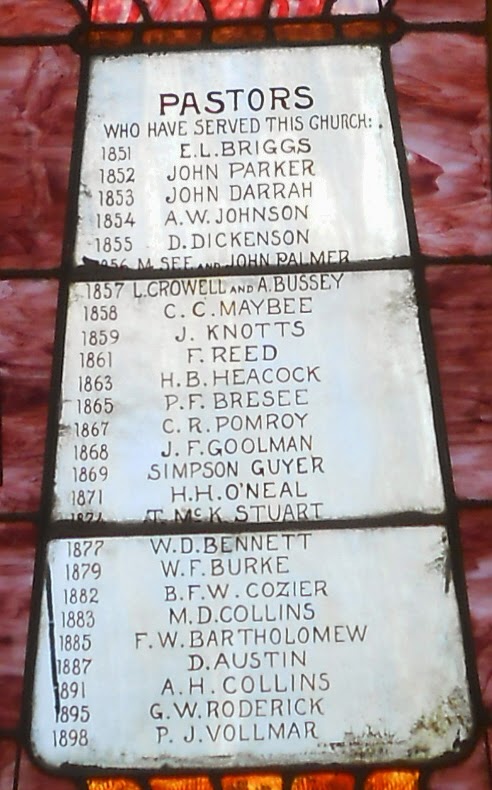 PASTORS
WHO HAVE SERVED THIS CHURCH:
1851 E.L.BRIGGS
1852 JOHN PARKER
1853 JOHN DARRAH
1854 A.W.JOHNSON
1855 D.DICKENSON
1856 M.SEE AND JOHN PALMER
1857 L.CROWELL AND A.BUSSEY
1858 C.C.MAYBEE
1859 J. KNOTTS
1861 F.REED
1863 H.B.HEACOCK
1865 P.F.BRESEE
1867 C.R.POMROY
1868 J.F.GOOLMAN
1869 SIMPSON GUYER
1871 H.H.O'NEAL
T. McK STUART
1877 W.D.BENNETT
1879 W.F.BURKE
1882 B.F.W.COZIER
1883 M.D.COLLINS
1885 F.W.BARTHOLOMEW
1887 D.AUSTIN
1891 A.H.COLLINS
1895 G.W.RODERICK
1898 P.J.VOLLMAR